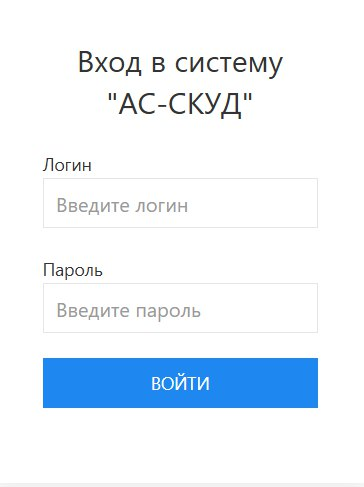 Вход в систему
"АС-СКУД"
Логин
Введите логин
Пароль
Введите пароль
ВОЙТИ